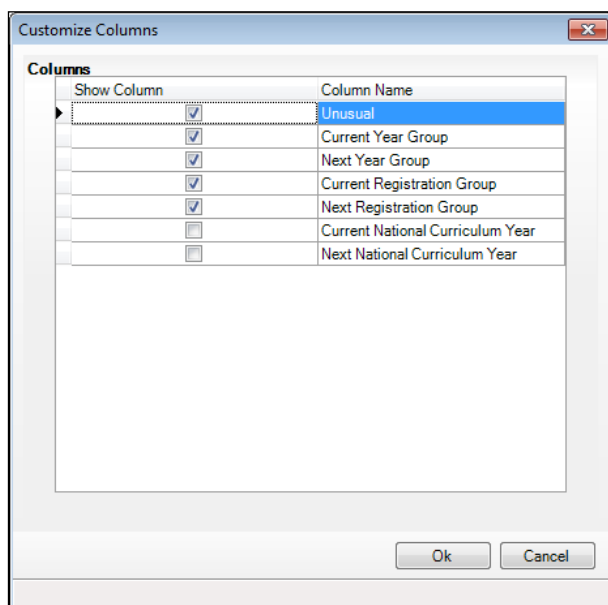 Customize Columns
Columns
Show Column Column Name
Unusual
Current Year Group
Next Year Group
Current Registration Group
Next Registration Group
Current National Curriculum Year
Next National Curriculum Year
Ok Cancel